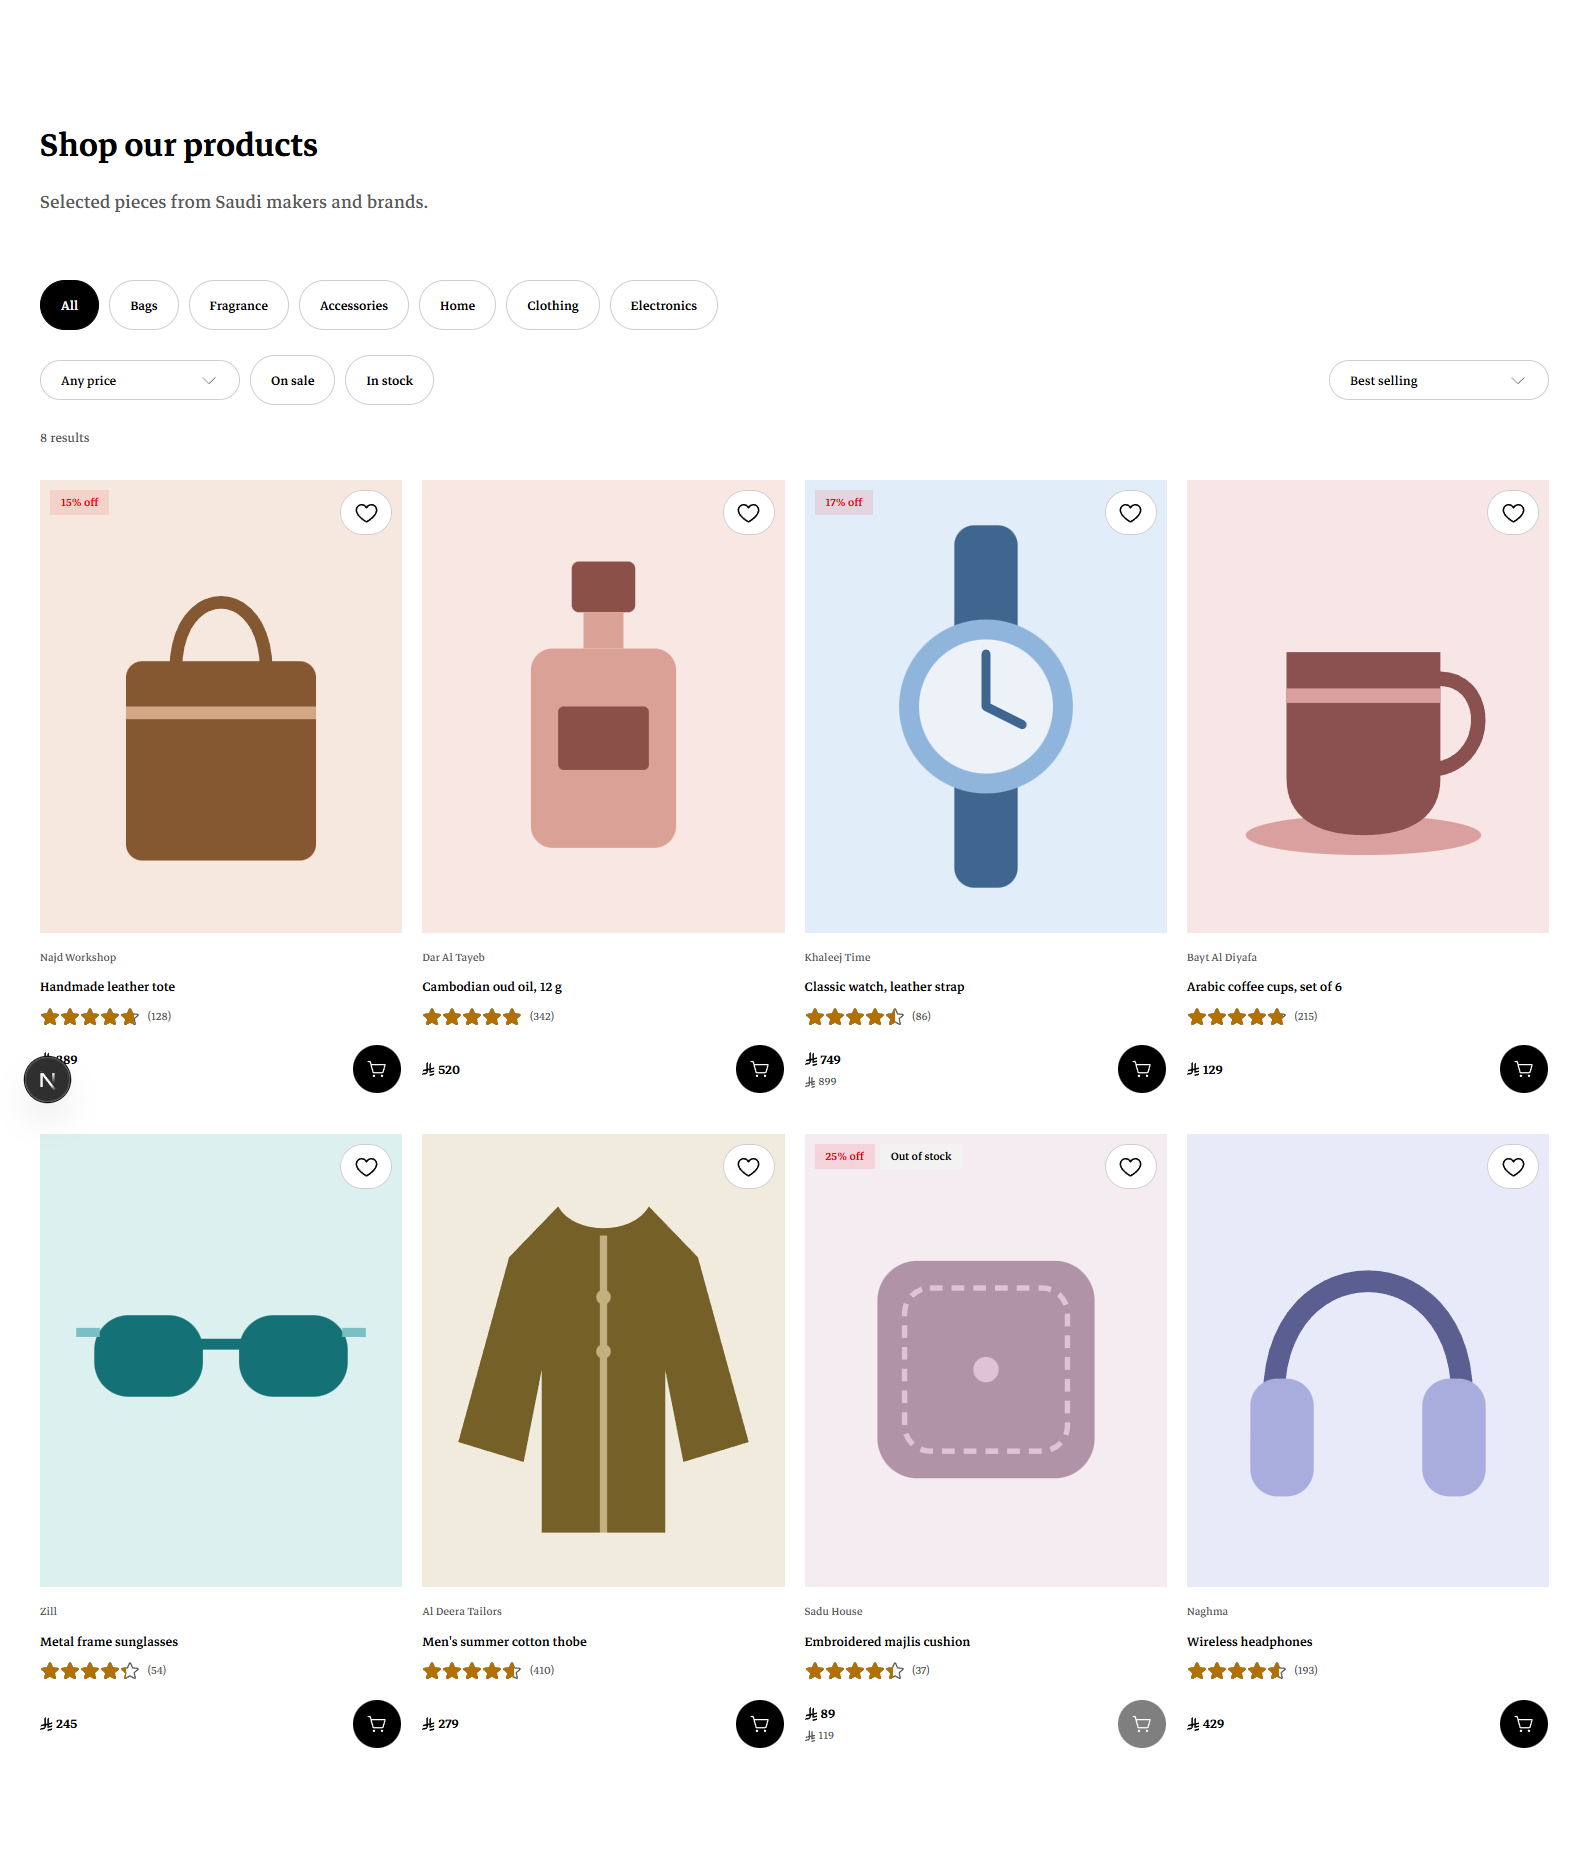 Shop our products
Selected pieces from Saudi makers and brands.
All
Bags
Fragrance
Accessories
Home
Clothing
Electronics
Any price
On sale
In stock
Best selling
8 results
15% off
17% off
Najd Workshop
Handmade leather tote
(128)
389
Dar Al Tayeb
Cambodian oud oil, 12 g
(342)
520
Khaleej Time
Classic watch, leather strap
(86)
749
899
Bayt Al Diyafa
Arabic coffee cups, set of 6
(215)
129
N
25% off
Out of stock
Zill
Metal frame sunglasses
(54)
245
Al Deera Tailors
Men's summer cotton thobe
(410)
279
Sadu House
Embroidered majlis cushion
(37)
89
119
Naghma
Wireless headphones
(193)
429